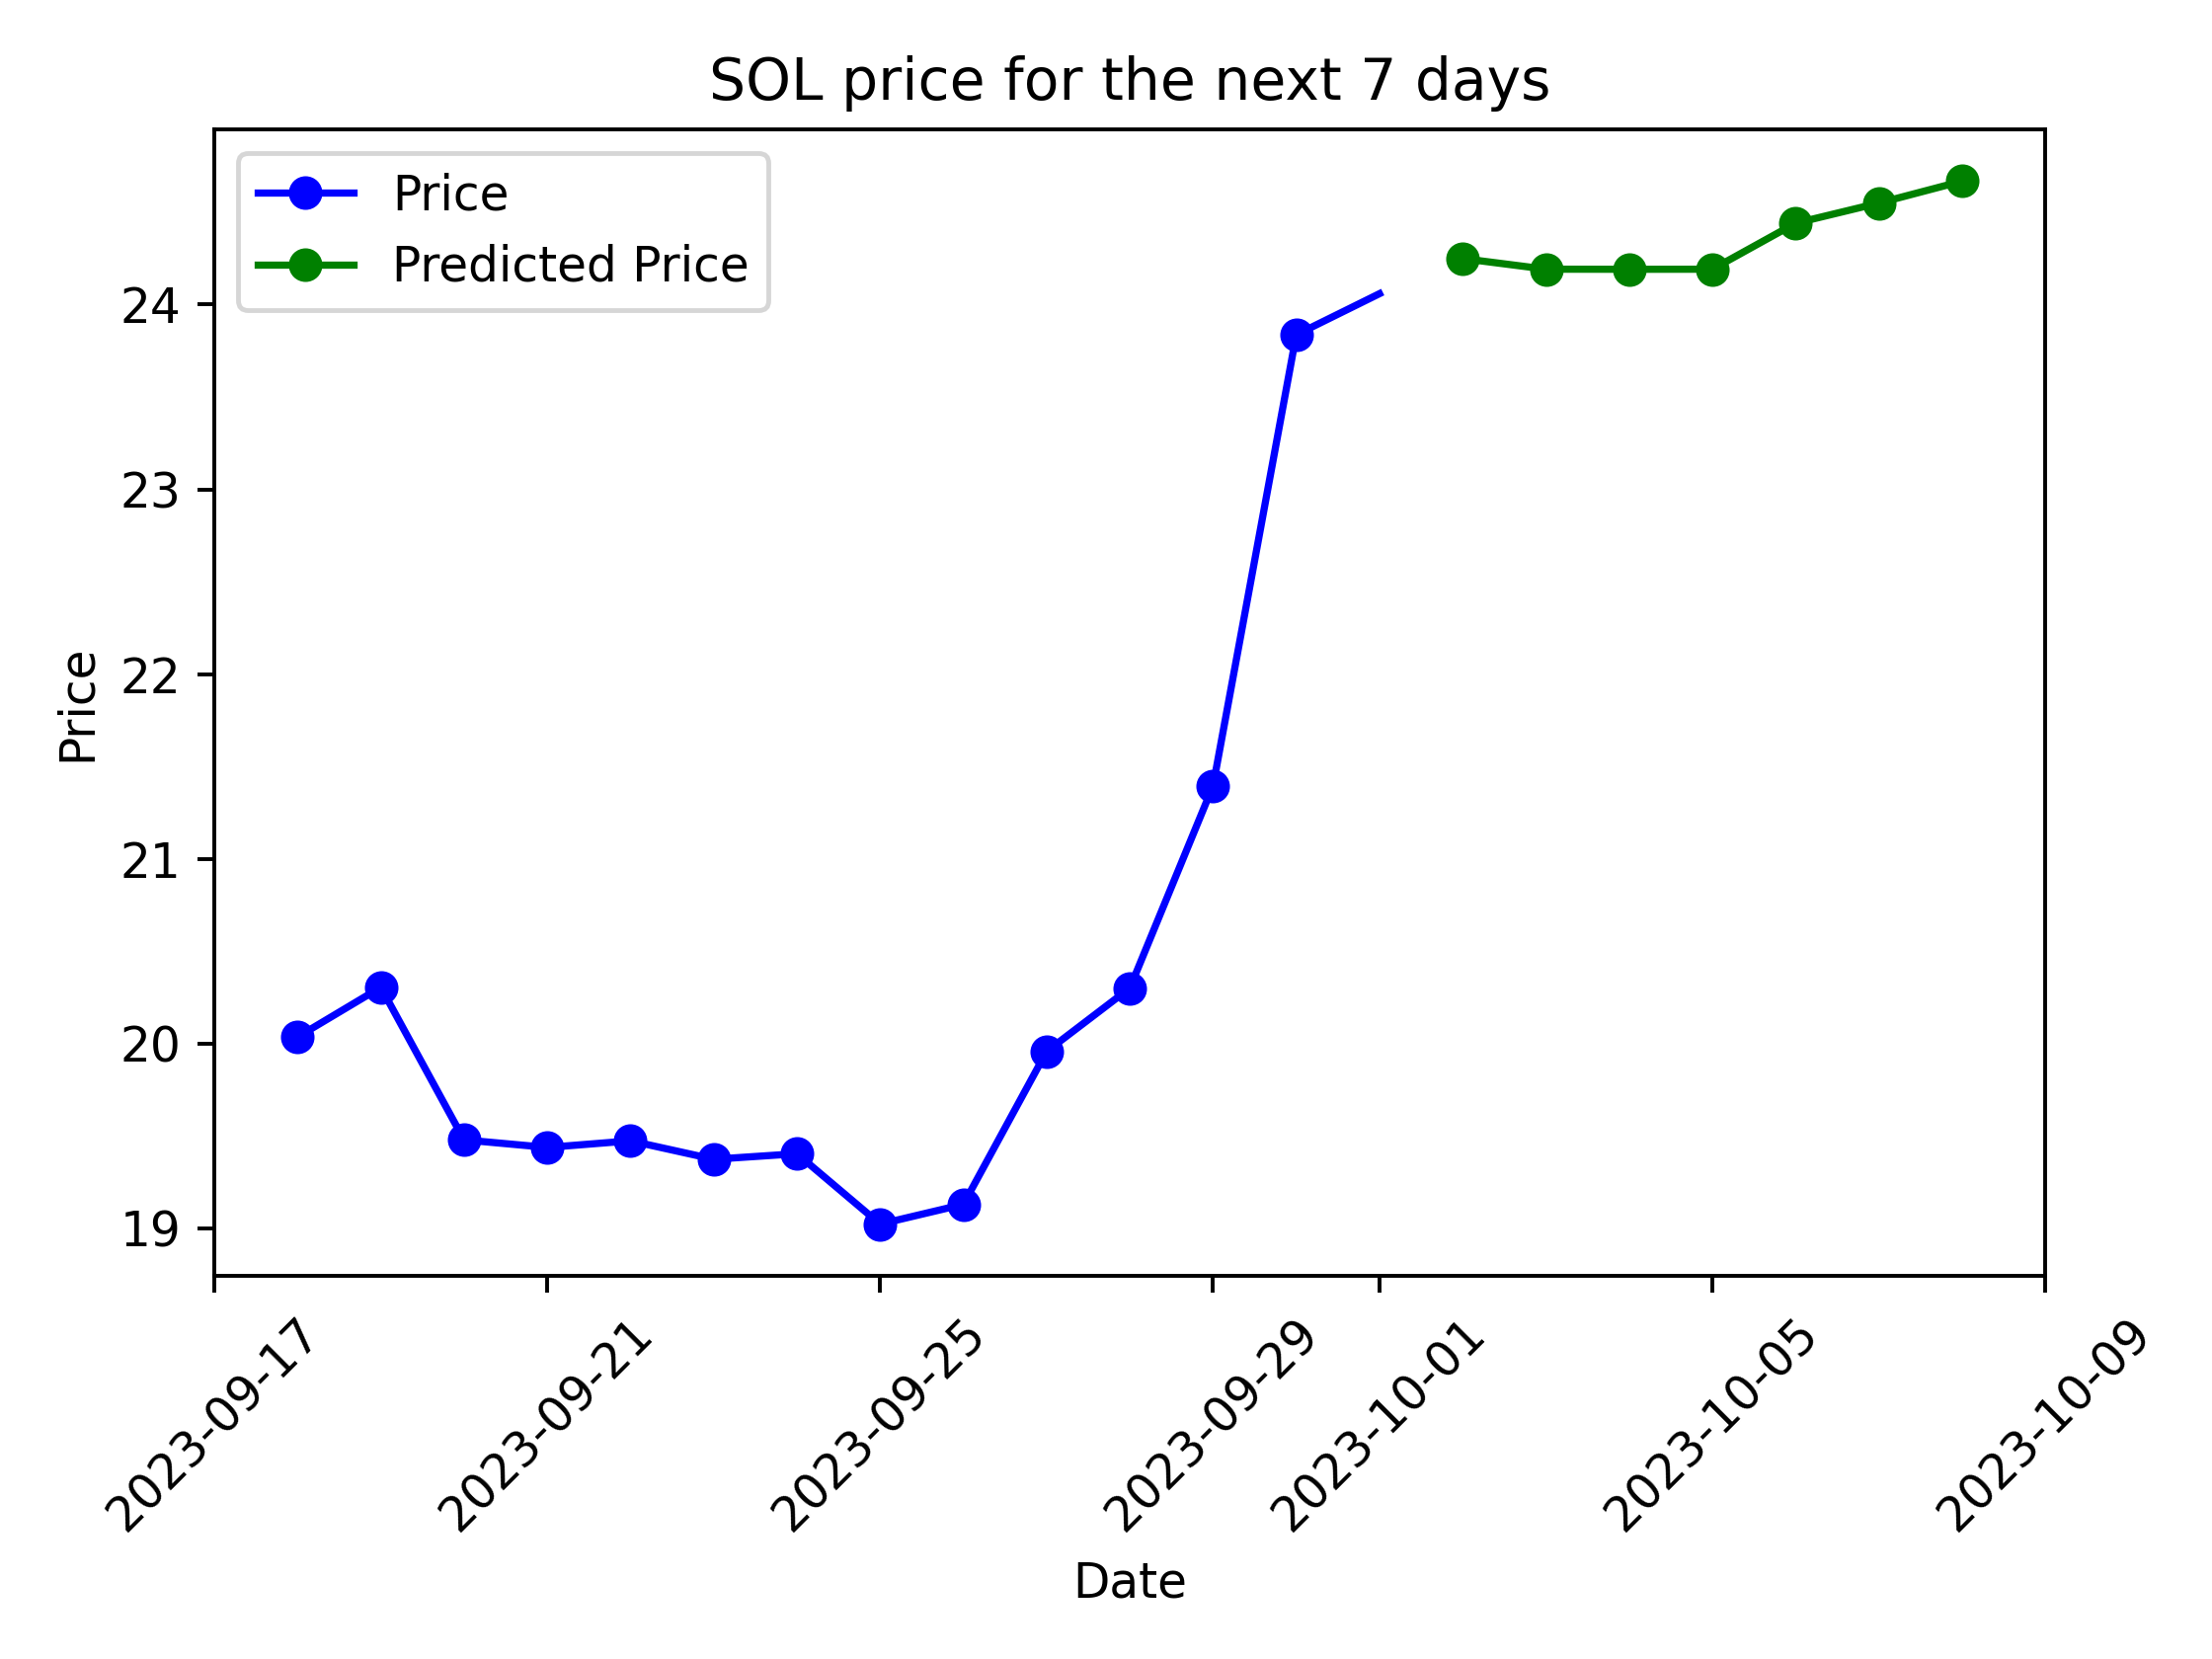 SOL price for the next 7 days
Price
Predicted Price
24
23
22
21
20
19
Price
2023-09-17
2023-09-21
2023-09-25
2023-09-29
2023-10-01
2023-10-05
2023-10-09
Date